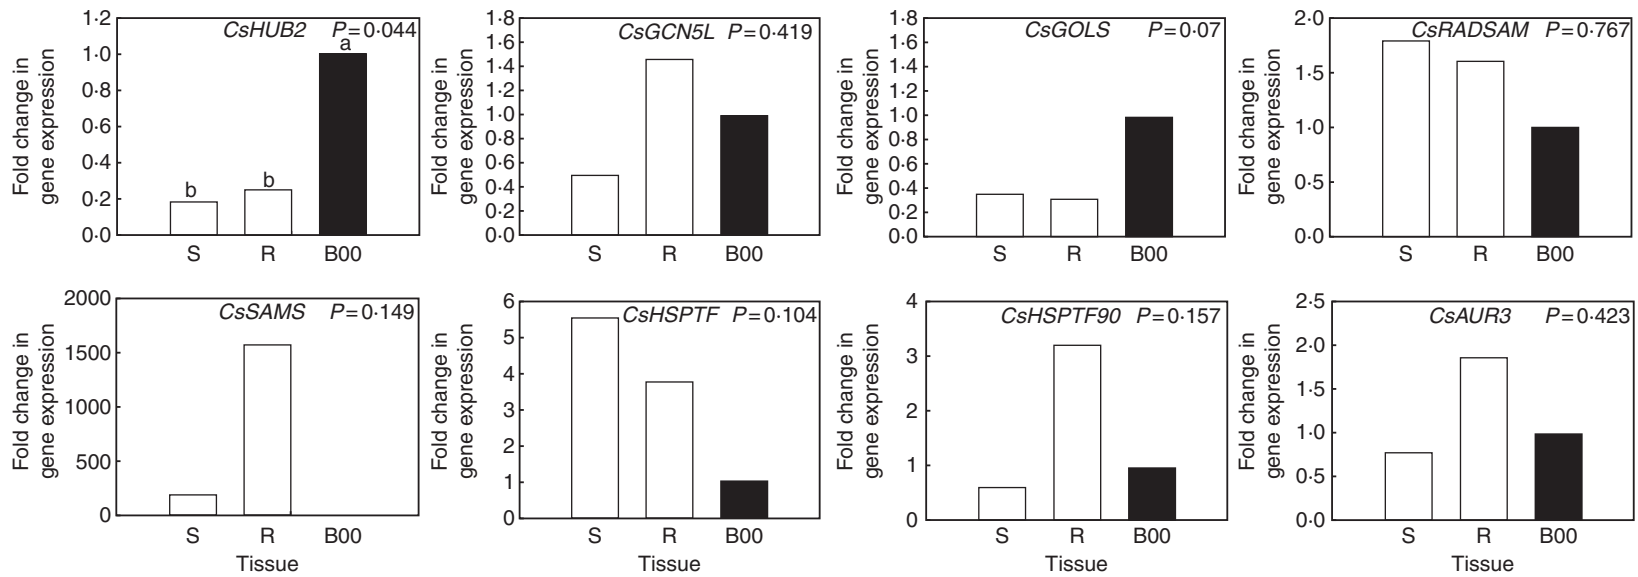 CsHUB2 P=0·044
Fold change in
gene expression
1·2
1·0
0·8
0·6
0·4
0·2
0·0
b
b
a
S R B00
CsGCN5L P=0·419
Fold change in
gene expression
1·8
1·6
1·4
1·2
1·0
0·8
0·6
0·4
0·2
0·0
S R B00
CsGOLS P=0·07
Fold change in
gene expression
1·8
1·6
1·4
1·2
1·0
0·8
0·6
0·4
0·2
0·0
S R B00
CsRADSAM P=0·767
Fold change in
gene expression
2·0
1·5
1·0
0·5
0·0
S R B00
CsSAMS P=0·149
Fold change in
gene expression
2000
1500
1000
500
0
S R B00
Tissue
CsHSPTF P=0·104
Fold change in
gene expression
6
5
4
3
2
1
0
S R B00
Tissue
CsHSPTF90 P=0·157
Fold change in
gene expression
4
3
2
1
0
S R B00
Tissue
CsAUR3 P=0·423
Fold change in
gene expression
2·5
2·0
1·5
1·0
0·5
0·0
S R B00
Tissue